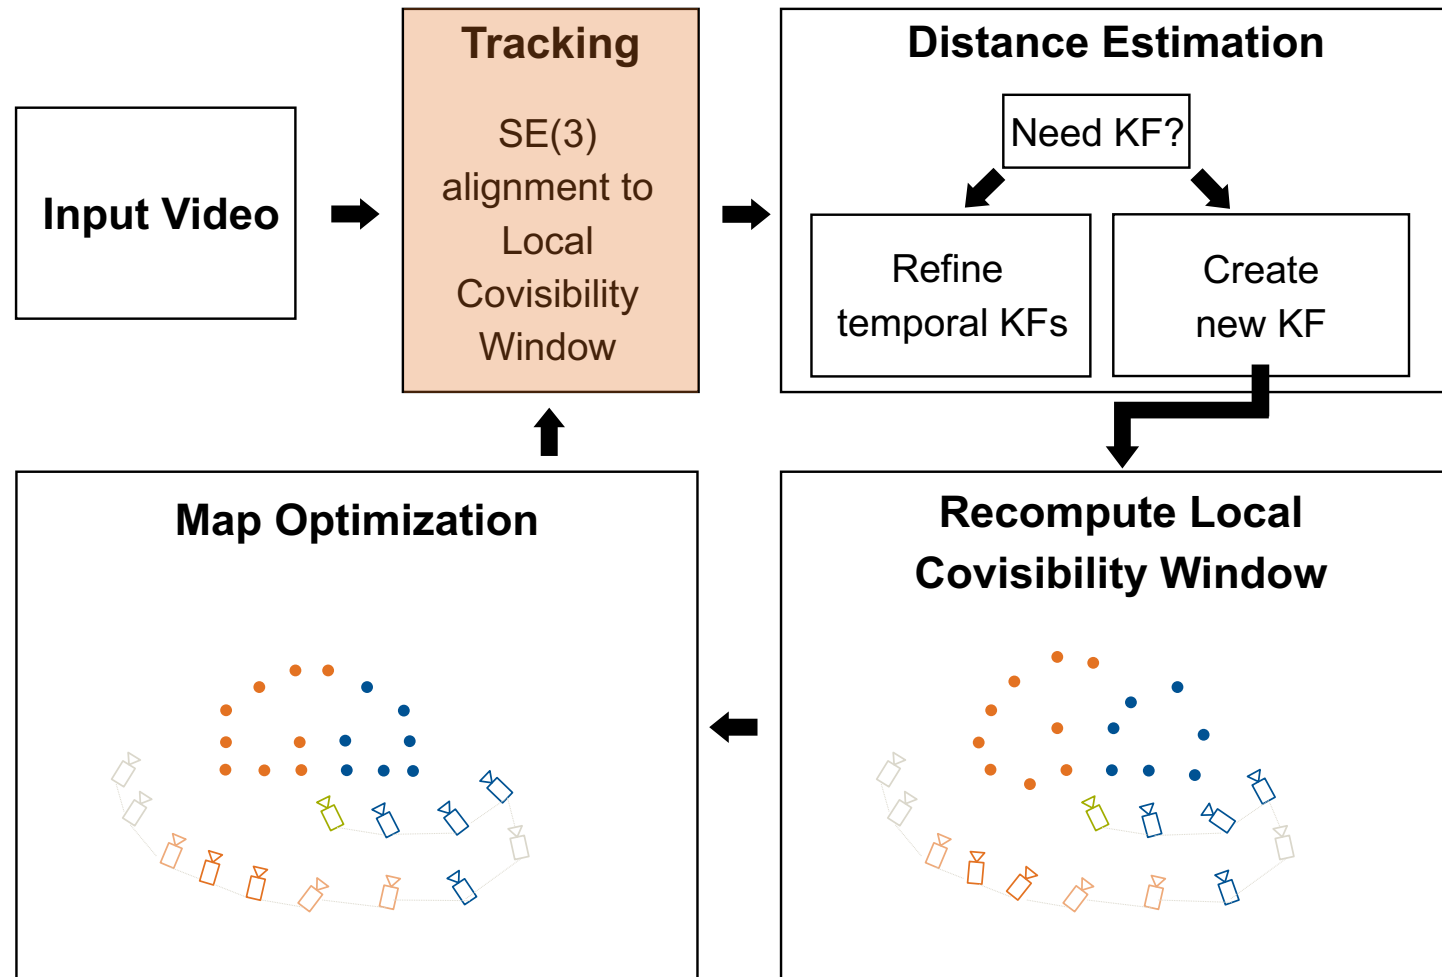 Input Video
Tracking
SE(3)
alignment to
Local
Covisibility
Window
Distance Estimation
Need KF?
Refine
temporal KFs
Create
new KF
Map Optimization
Recompute Local
Covisibility Window